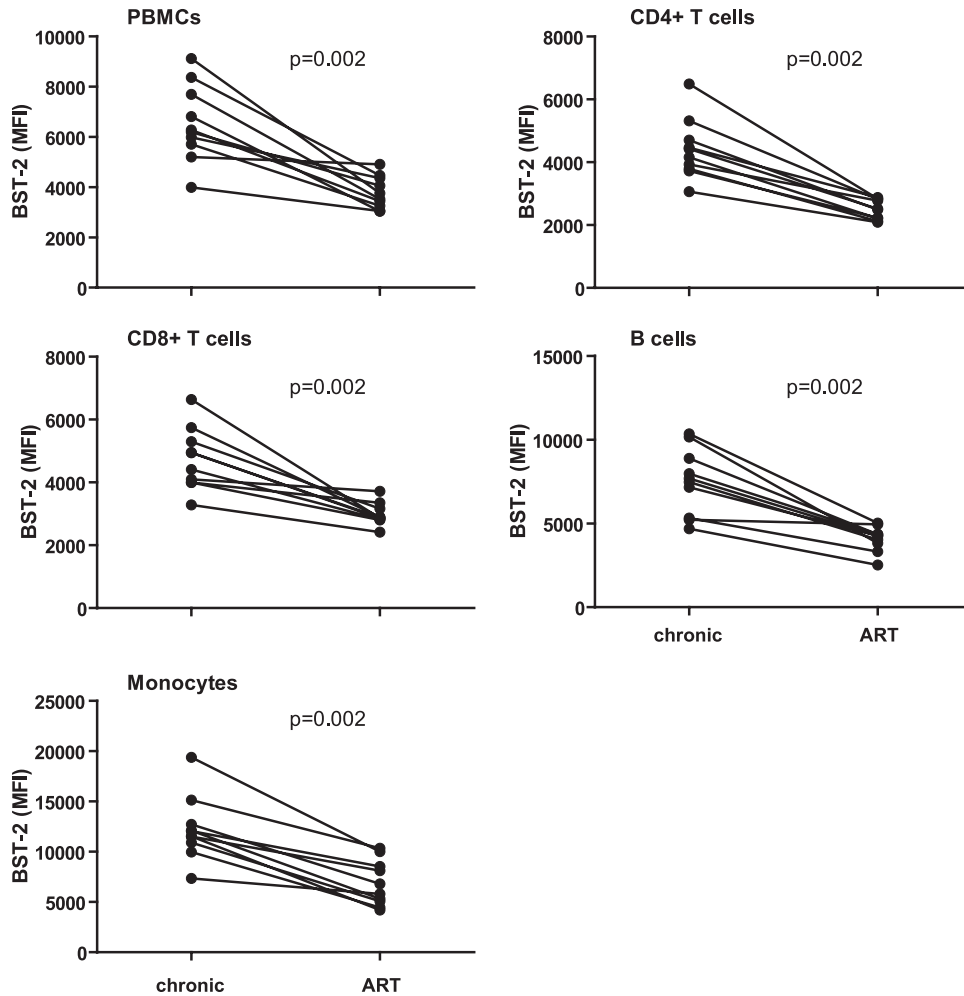 PBMCs
p=0.002
BST-2 (MFI)
10000
8000
6000
4000
2000
0
CD4+ T cells
p=0.002
BST-2 (MFI)
8000
6000
4000
2000
0
CD8+ T cells
p=0.002
BST-2 (MFI)
8000
6000
4000
2000
0
B cells
p=0.002
BST-2 (MFI)
15000
10000
5000
0
chronic
ART
Monocytes
p=0.002
BST-2 (MFI)
25000
20000
15000
10000
5000
0
chronic
ART